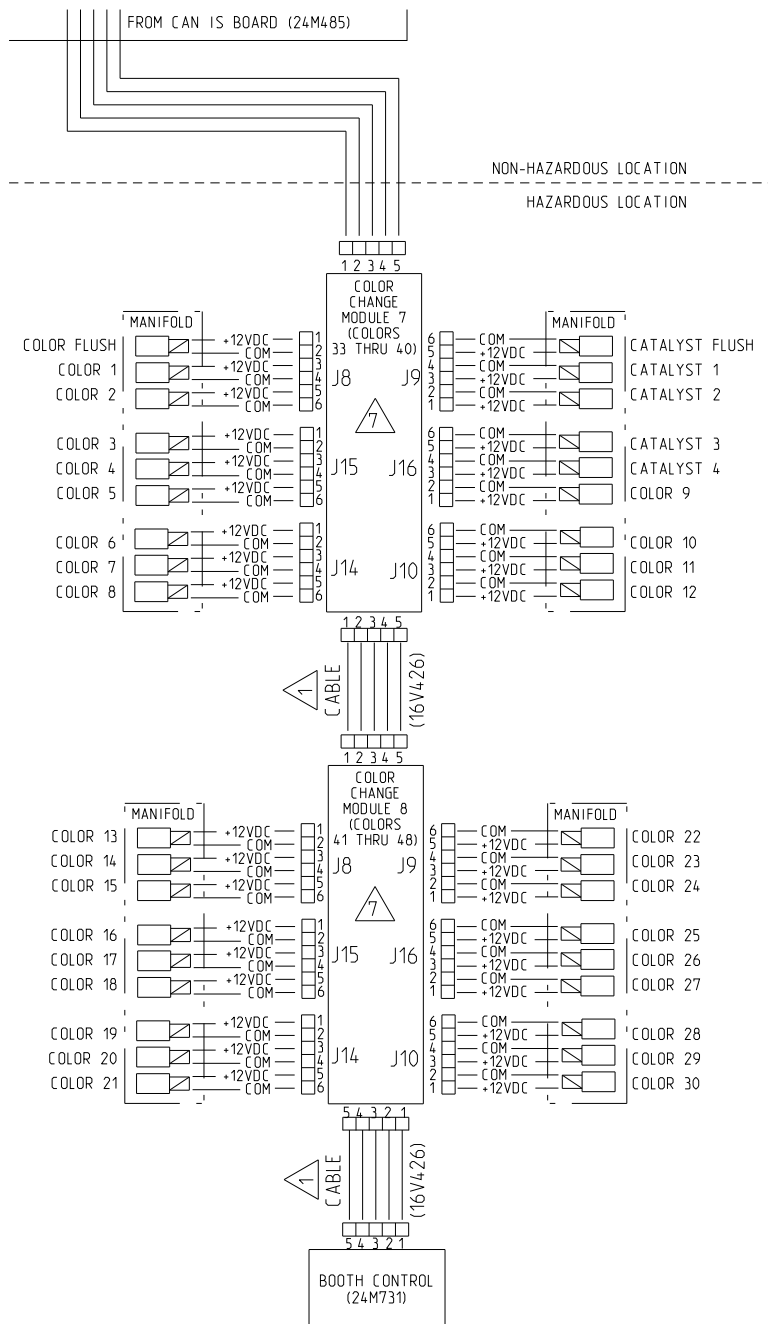 FROM CAN IS BOARD (24M485)
NON-HAZARDOUS LOCATION
HAZARDOUS LOCATION
1 2 3 4 5
COLOR
CHANGE
MODULE 7
(COLORS
33 THRU 40)
MANIFOLD
MANIFOLD
COLOR FLUSH +12VDC 1 6 COM CATALYST FLUSH
COM 2 5 +12VDC
COLOR 1 +12VDC 3 4 COM CATALYST 1
COM 4 J8 J9 3 +12VDC
COLOR 2 +12VDC 5 2 COM CATALYST 2
COM 6 1 +12VDC
7
COLOR 3 +12VDC 1 6 COM CATALYST 3
COM 2 5 +12VDC
COLOR 4 +12VDC 3 4 COM CATALYST 4
COM 4 J15 J16 3 +12VDC
COLOR 5 +12VDC 5 2 COM COLOR 9
COM 6 1 +12VDC
COLOR 6 +12VDC 1 6 COM COLOR 10
COM 2 5 +12VDC
COLOR 7 +12VDC 3 4 COM COLOR 11
COM 4 J14 J10 3 +12VDC
COLOR 8 +12VDC 5 2 COM COLOR 12
COM 6 1 +12VDC
1 2 3 4 5
1 CABLE (16V426)
1 2 3 4 5
COLOR
CHANGE
MODULE 8
(COLORS
41 THRU 48)
MANIFOLD
MANIFOLD
COLOR 13 +12VDC 1 6 COM COLOR 22
COM 2 5 +12VDC
COLOR 14 +12VDC 3 4 COM COLOR 23
COM 4 J8 J9 3 +12VDC
COLOR 15 +12VDC 5 2 COM COLOR 24
COM 6 1 +12VDC
7
COLOR 16 +12VDC 1 6 COM COLOR 25
COM 2 5 +12VDC
COLOR 17 +12VDC 3 4 COM COLOR 26
COM 4 J15 J16 3 +12VDC
COLOR 18 +12VDC 5 2 COM COLOR 27
COM 6 1 +12VDC
COLOR 19 +12VDC 1 6 COM COLOR 28
COM 2 5 +12VDC
COLOR 20 +12VDC 3 4 COM COLOR 29
COM 4 J14 J10 3 +12VDC
COLOR 21 +12VDC 5 2 COM COLOR 30
COM 6 1 +12VDC
5 4 3 2 1
1 CABLE (16V426)
5 4 3 2 1
BOOTH CONTROL
(24M731)